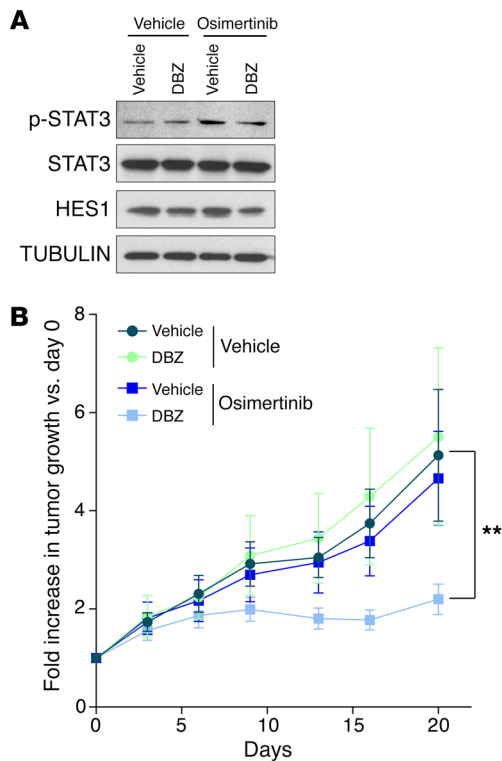 A
Vehicle Osimertinib
Vehicle DBZ Vehicle DBZ
p-STAT3
STAT3
HES1
TUBULIN
B
Fold increase in tumor growth vs. day 0
8
6
4
2
0
Vehicle
DBZ
Vehicle
Vehicle
DBZ
Osimertinib
**
0 5 10 15 20
Days